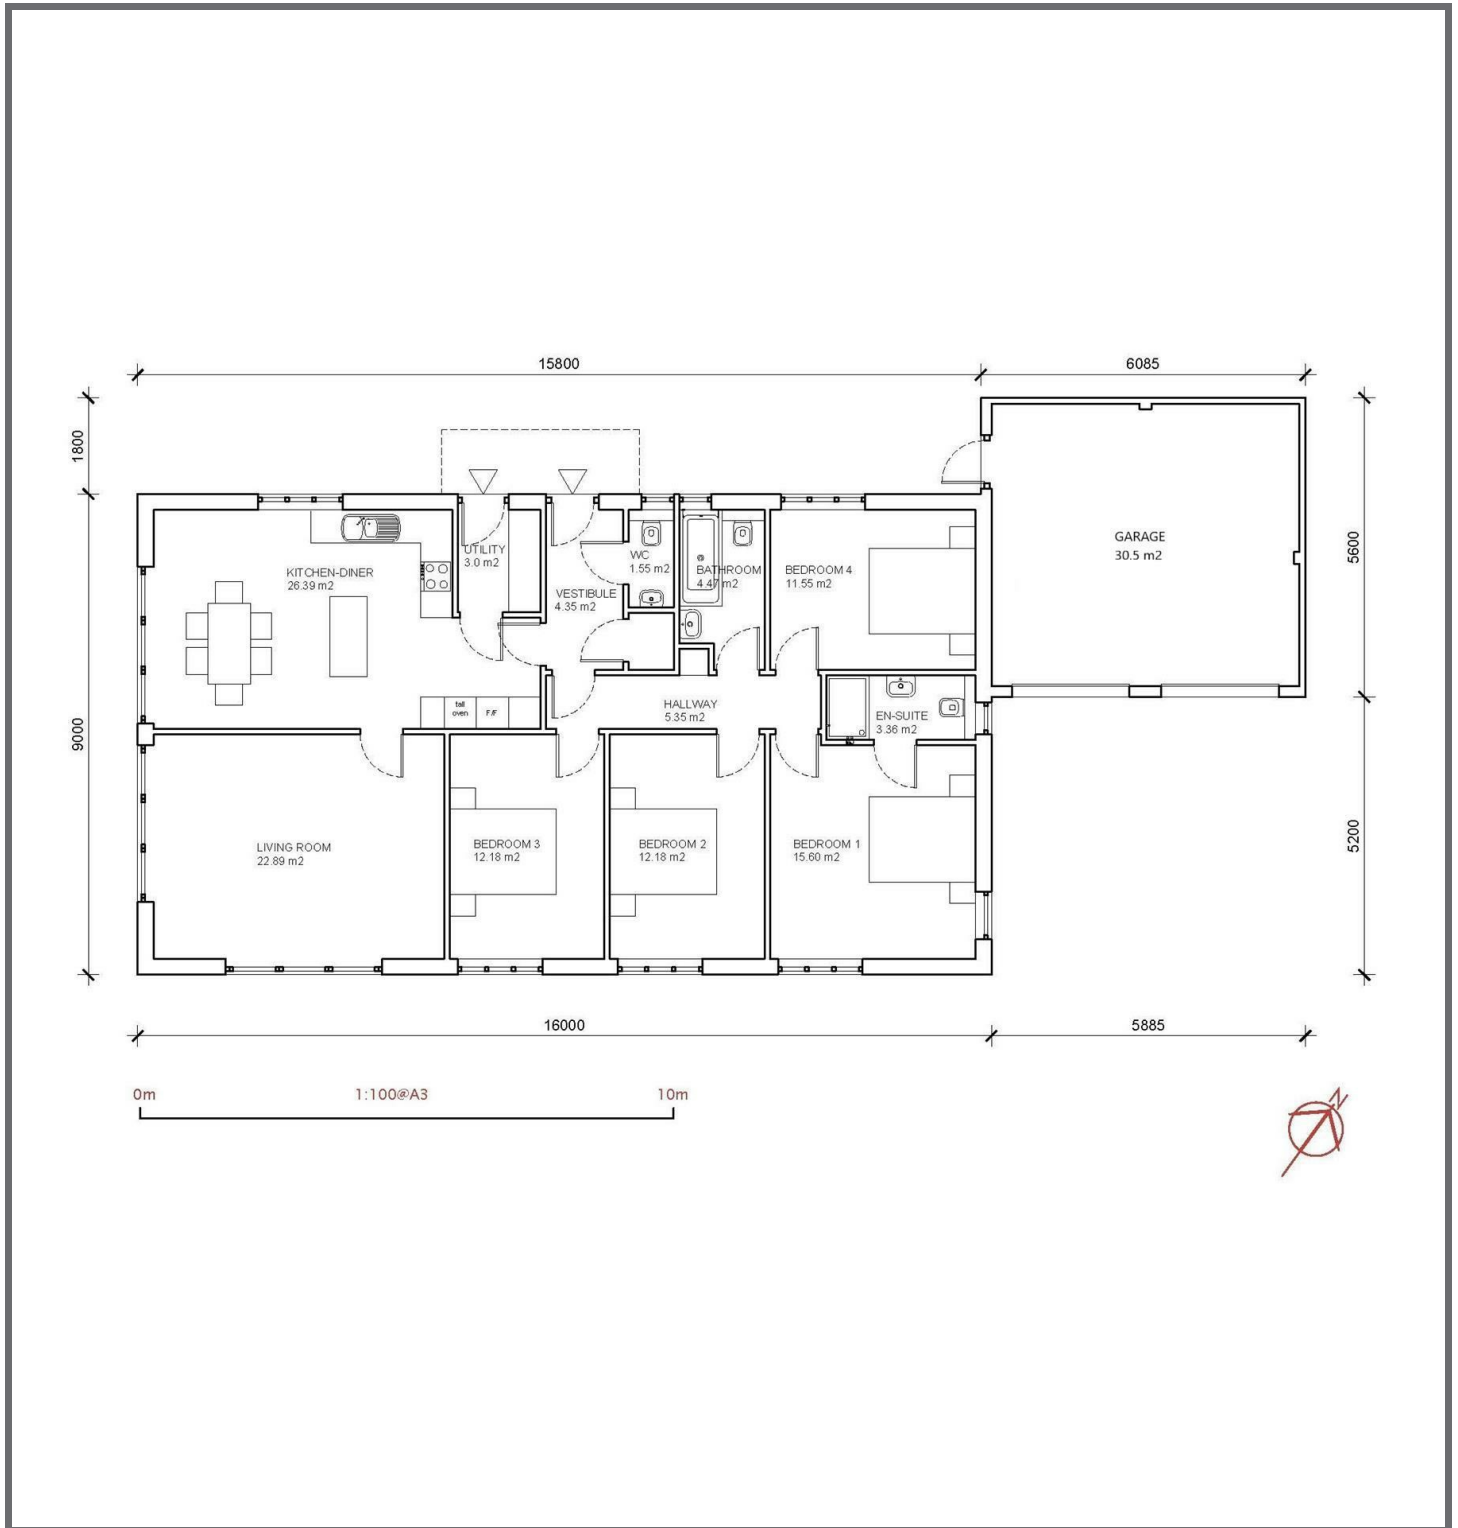 15800
6085
1800
5600
9000
5200
GARAGE
30.5 m2
UTILITY
3.0 m2
WC
1.55 m2
KITCHEN-DINER
26.39 m2
VESTIBULE
4.35 m2
BATHROOM
4.47 m2
BEDROOM 4
11.55 m2
tall
oven
F/F
HALLWAY
5.35 m2
EN-SUITE
3.36 m2
LIVING ROOM
22.89 m2
BEDROOM 3
12.18 m2
BEDROOM 2
12.18 m2
BEDROOM 1
15.60 m2
16000
5885
0m
1:100@A3
10m
N